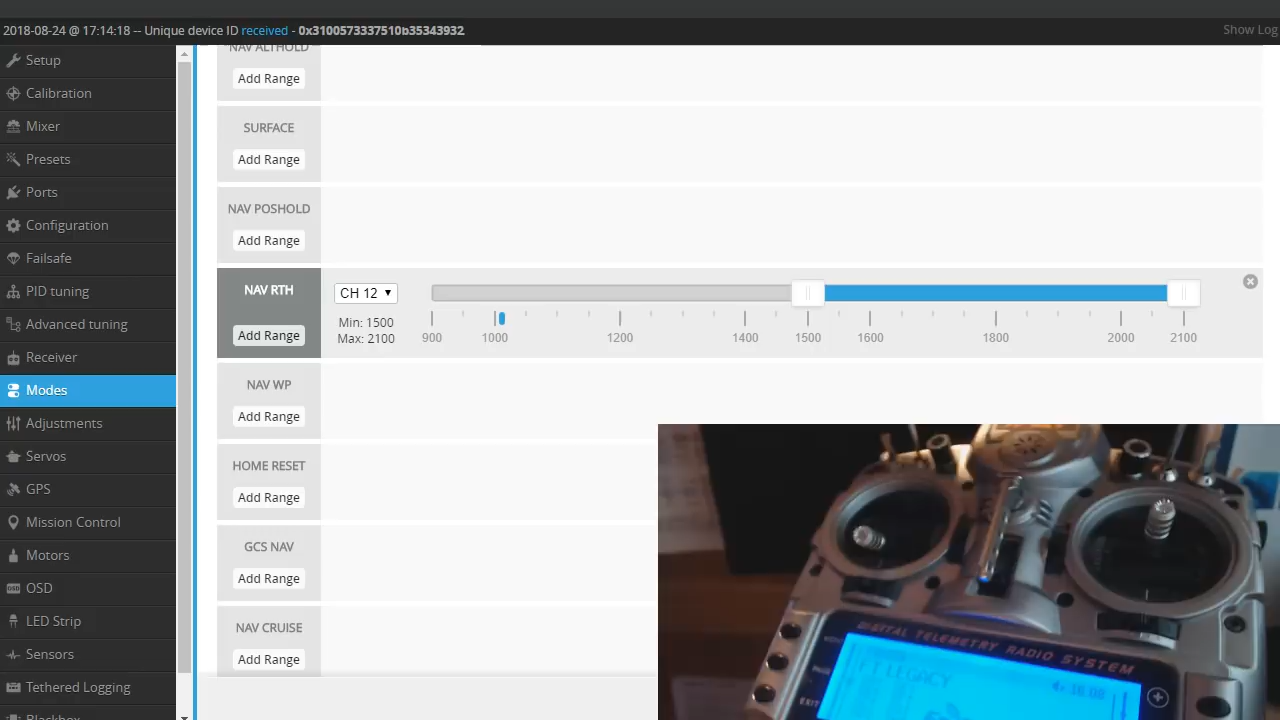 2018-08-24 @ 17:14:18 -- Unique device ID received - 0x3100573337510b35343932
Show Log
Setup
Calibration
Mixer
Presets
Ports
Configuration
Failsafe
PID tuning
Advanced tuning
Receiver
Modes
Adjustments
Servos
GPS
Mission Control
Motors
OSD
LED Strip
Sensors
Tethered Logging
Blackbox
NAV ALTHOLD
Add Range
SURFACE
Add Range
NAV POSHOLD
Add Range
NAV RTH
Add Range
CH 12
Min: 1500
Max: 2100
900 1000 1200 1400 1500 1600 1800 2000 2100
NAV WP
Add Range
HOME RESET
Add Range
GCS NAV
Add Range
NAV CRUISE
Add Range
DIGITAL TELEMETRY RADIO SYSTEM
FT LEGACY
EXIT